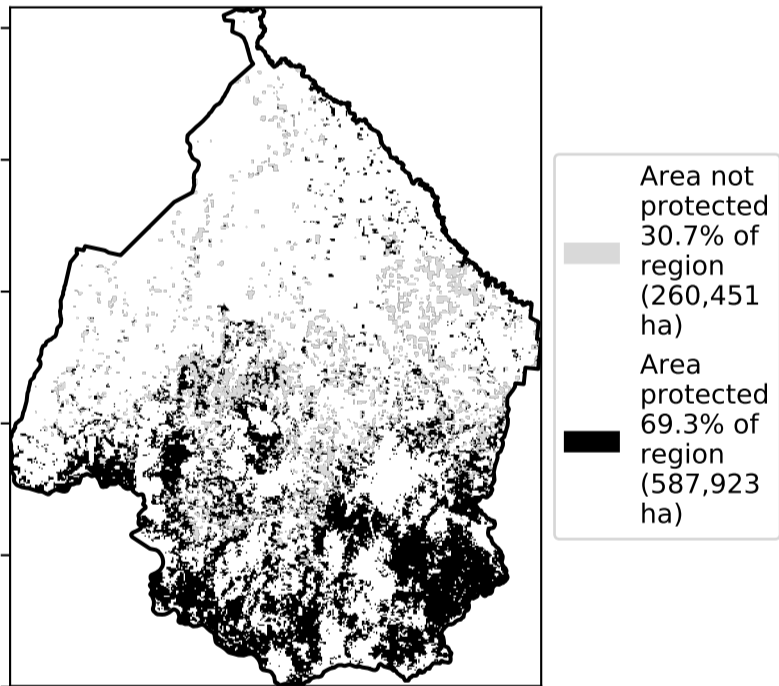 Area not
protected
30.7% of
region
(260,451
ha)
Area
protected
69.3% of
region
(587,923
ha)